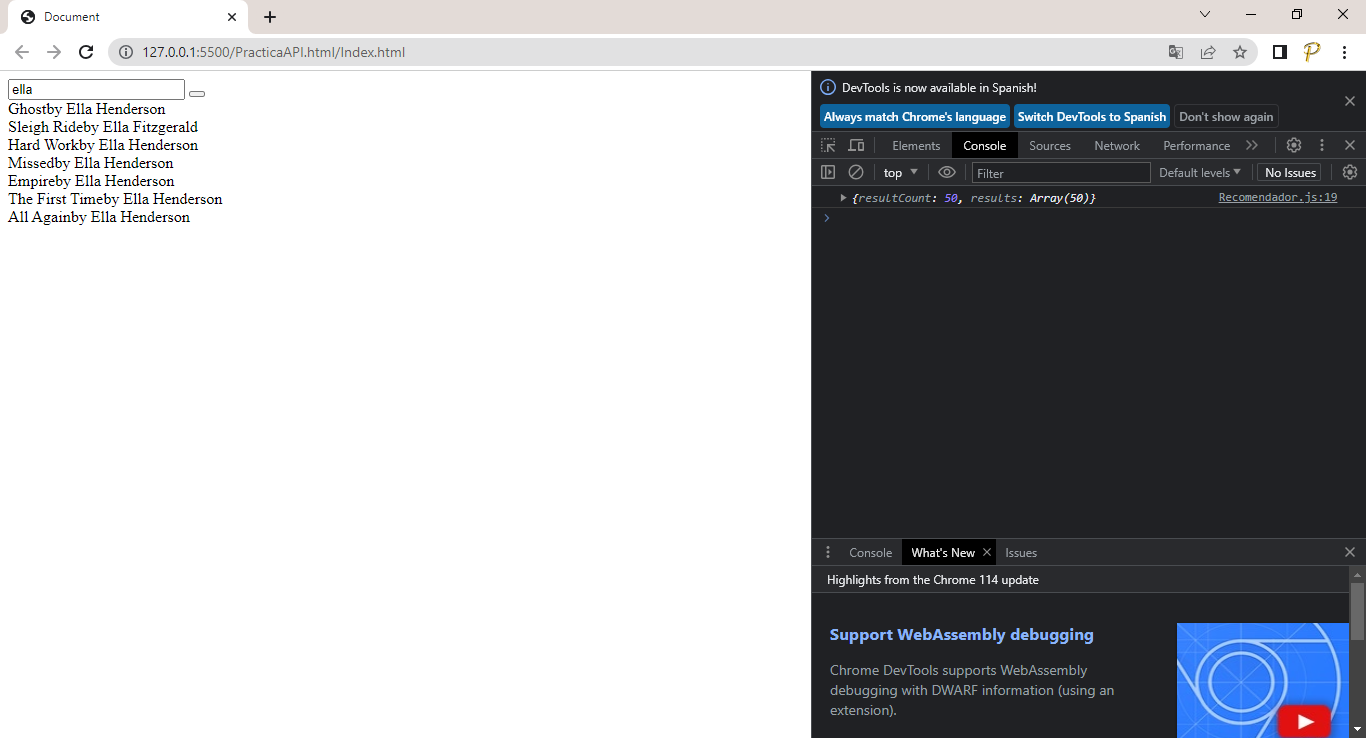 Document
127.0.0.1:5500/PracticaAPI.html/Index.html
ella
Ghostby Ella Henderson
Sleigh Rideby Ella Fitzgerald
Hard Workby Ella Henderson
Missedby Ella Henderson
Empireby Ella Henderson
The First Timeby Ella Henderson
All Againby Ella Henderson
DevTools is now available in Spanish!
Always match Chrome's language Switch DevTools to Spanish Don't show again
Elements Console Sources Network Performance
top Filter Default levels No Issues
{resultCount: 50, results: Array(50)} Recomendador.js:19
Console What's New Issues
Highlights from the Chrome 114 update
Support WebAssembly debugging
Chrome DevTools supports WebAssembly
debugging with DWARF information (using an
extension).